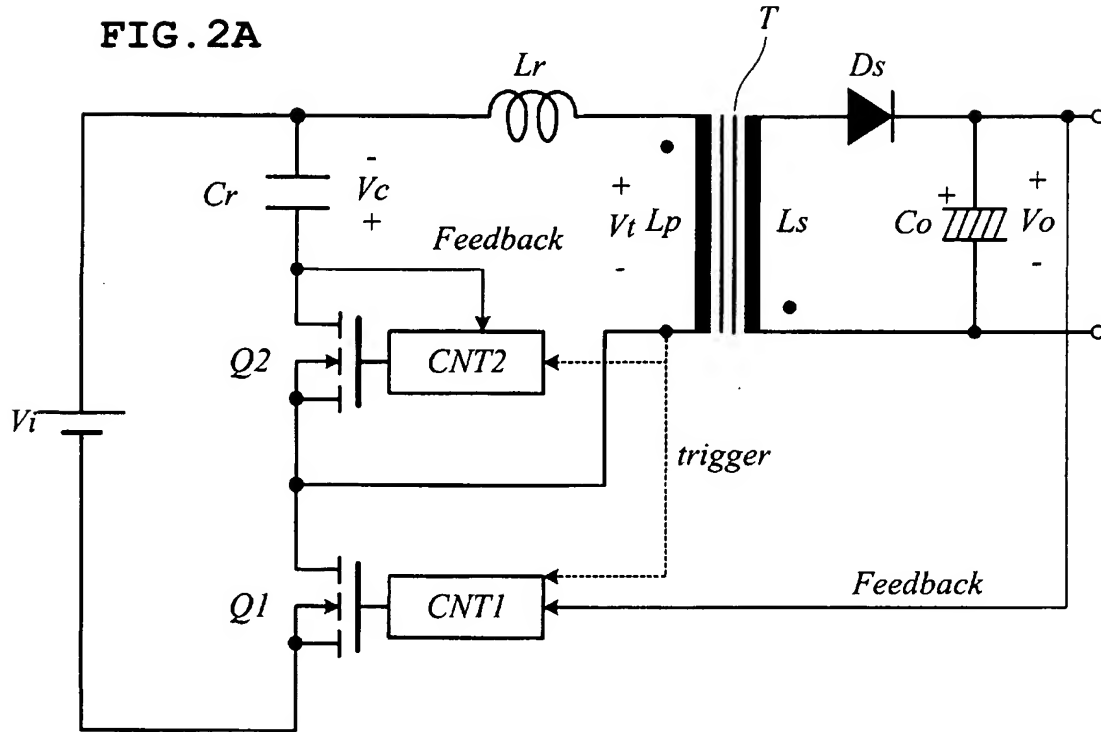 FIG.2A
T
Lr
Ds
Cr
-
Vc
+
+
Vt
-
Lp
Ls
+
Co
+
Vo
-
Feedback
Q2
CNT2
Vi
trigger
Q1
CNT1
Feedback